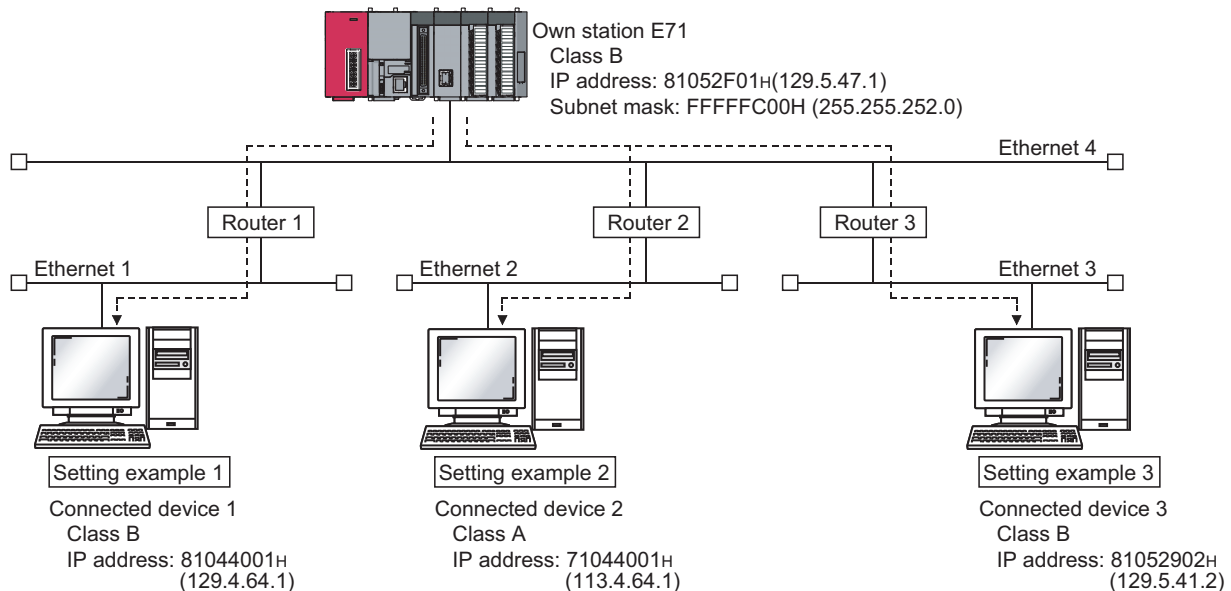 Own station E71
Class B
IP address: 81052F01H(129.5.47.1)
Subnet mask: FFFFFC00H (255.255.252.0)
Ethernet 4
Router 1
Router 2
Router 3
Ethernet 1
Ethernet 2
Ethernet 3
Setting example 1
Setting example 2
Setting example 3
Connected device 1
Class B
IP address: 81044001H
(129.4.64.1)
Connected device 2
Class A
IP address: 71044001H
(113.4.64.1)
Connected device 3
Class B
IP address: 81052902H
(129.5.41.2)